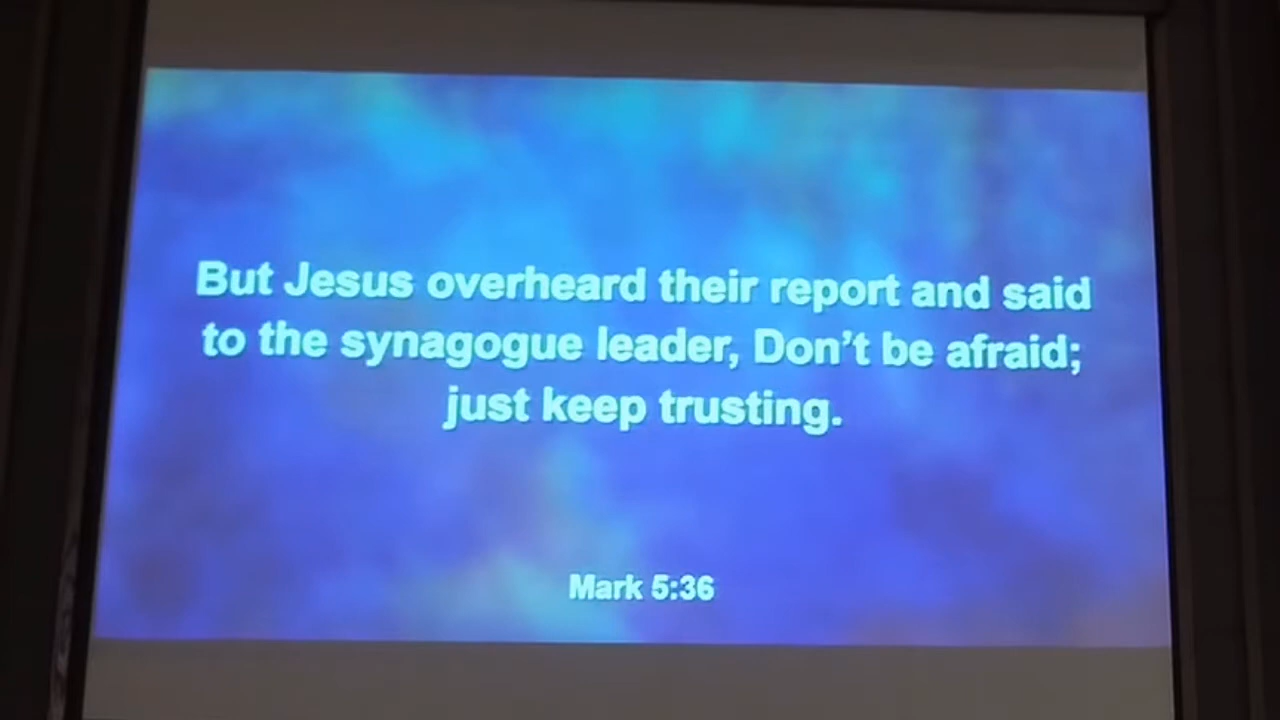 But Jesus overheard their report and said
to the synagogue leader, Don’t be afraid;
just keep trusting.
Mark 5:36